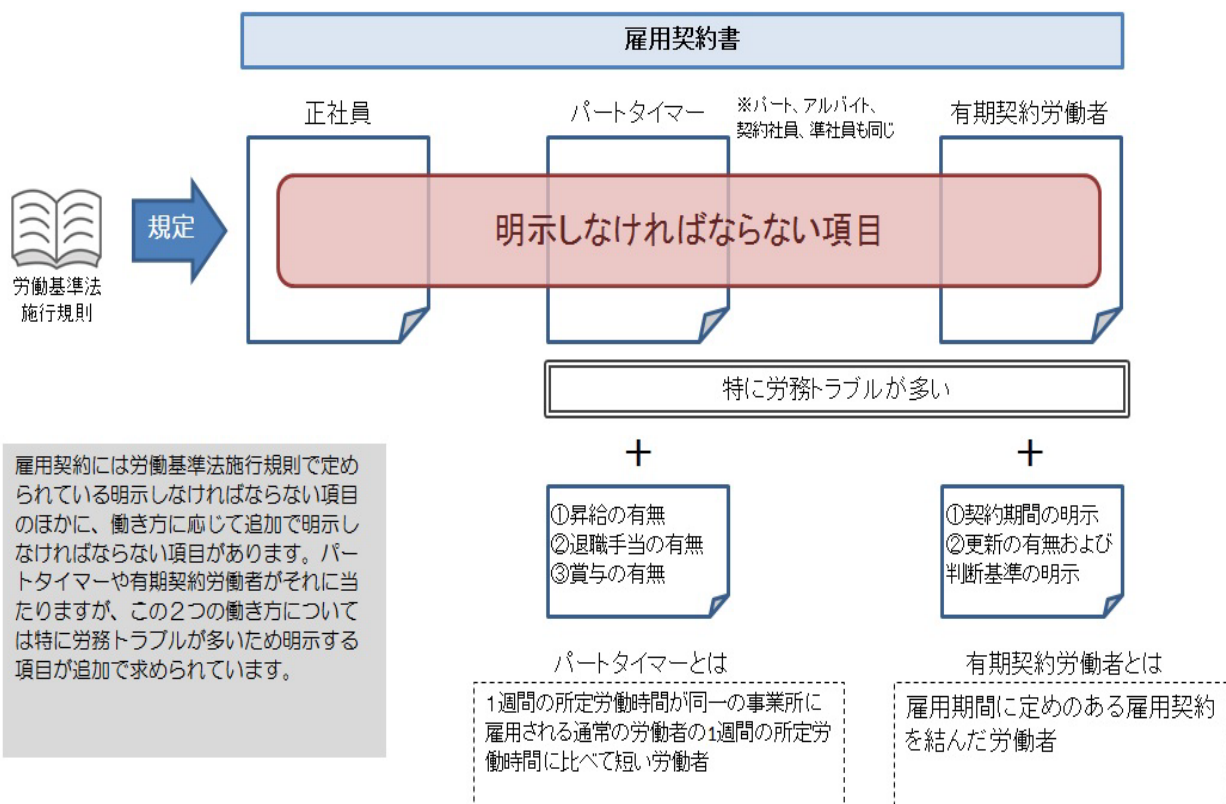 雇用契約書
正社員
パートタイマー
※パート、アルバイト、
契約社員、準社員も同じ
有期契約労働者
規定
労働基準法
施行規則
明示しなければならない項目
特に労務トラブルが多い
雇用契約には労働基準法施行規則で定め
られている明示しなければならない項目
のほかに、働き方に応じて追加で明示し
なければならない項目があります。パー
トタイマーや有期契約労働者がそれに当
たりますが、この２つの働き方について
は特に労務トラブルが多いため明示する
項目が追加で求められています。
＋
①昇給の有無
②退職手当の有無
③賞与の有無
＋
①契約期間の明示
②更新の有無および
判断基準の明示
パートタイマーとは
1週間の所定労働時間が同一の事業所に
雇用される通常の労働者の1週間の所定労
働時間に比べて短い労働者
有期契約労働者とは
雇用期間に定めのある雇用契約
を結んだ労働者